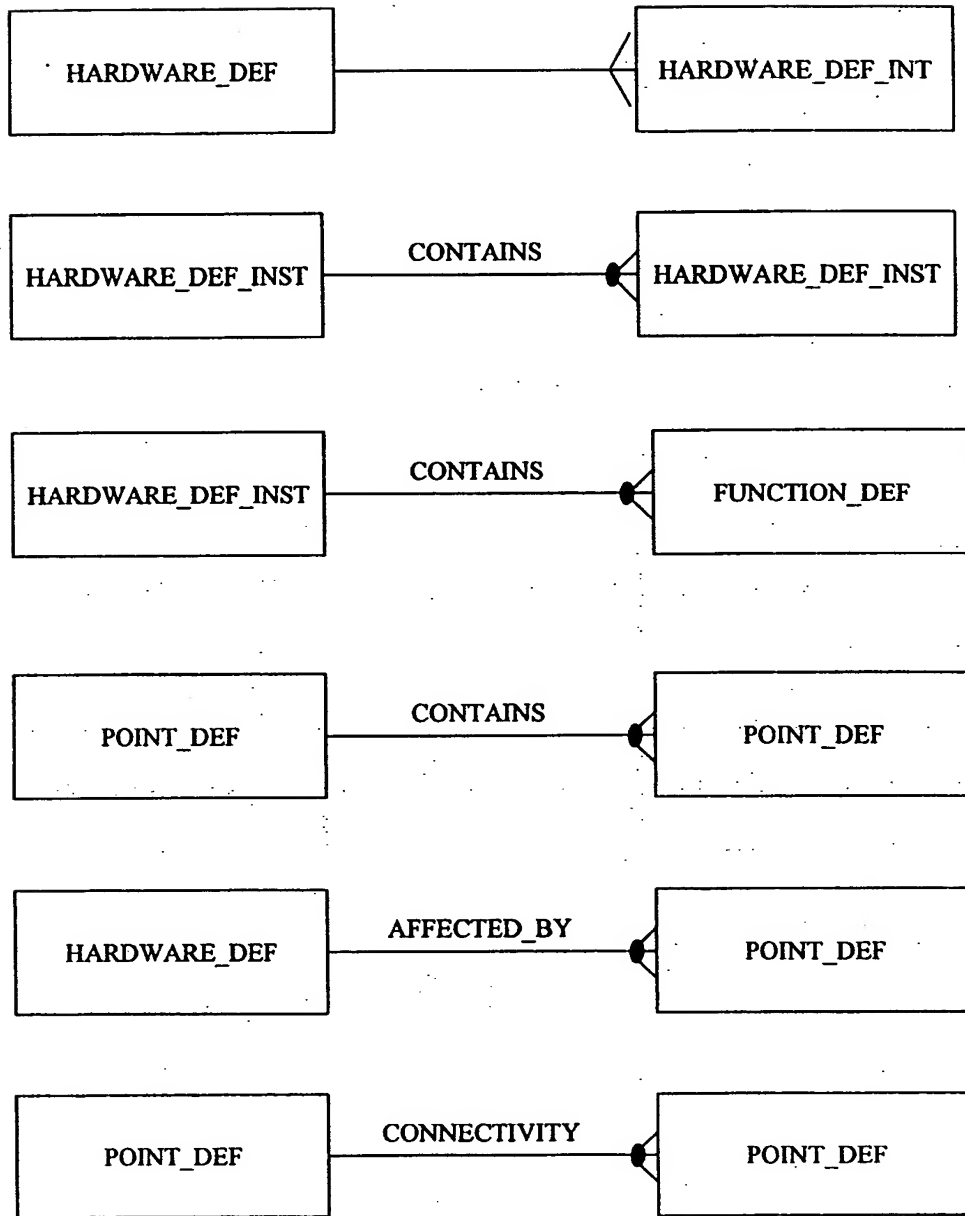 HARDWARE_DEF HARDWARE_DEF_INT
HARDWARE_DEF_INST CONTAINS HARDWARE_DEF_INST
HARDWARE_DEF_INST CONTAINS FUNCTION_DEF
POINT_DEF CONTAINS POINT_DEF
HARDWARE_DEF AFFECTED_BY POINT_DEF
POINT_DEF CONNECTIVITY POINT_DEF